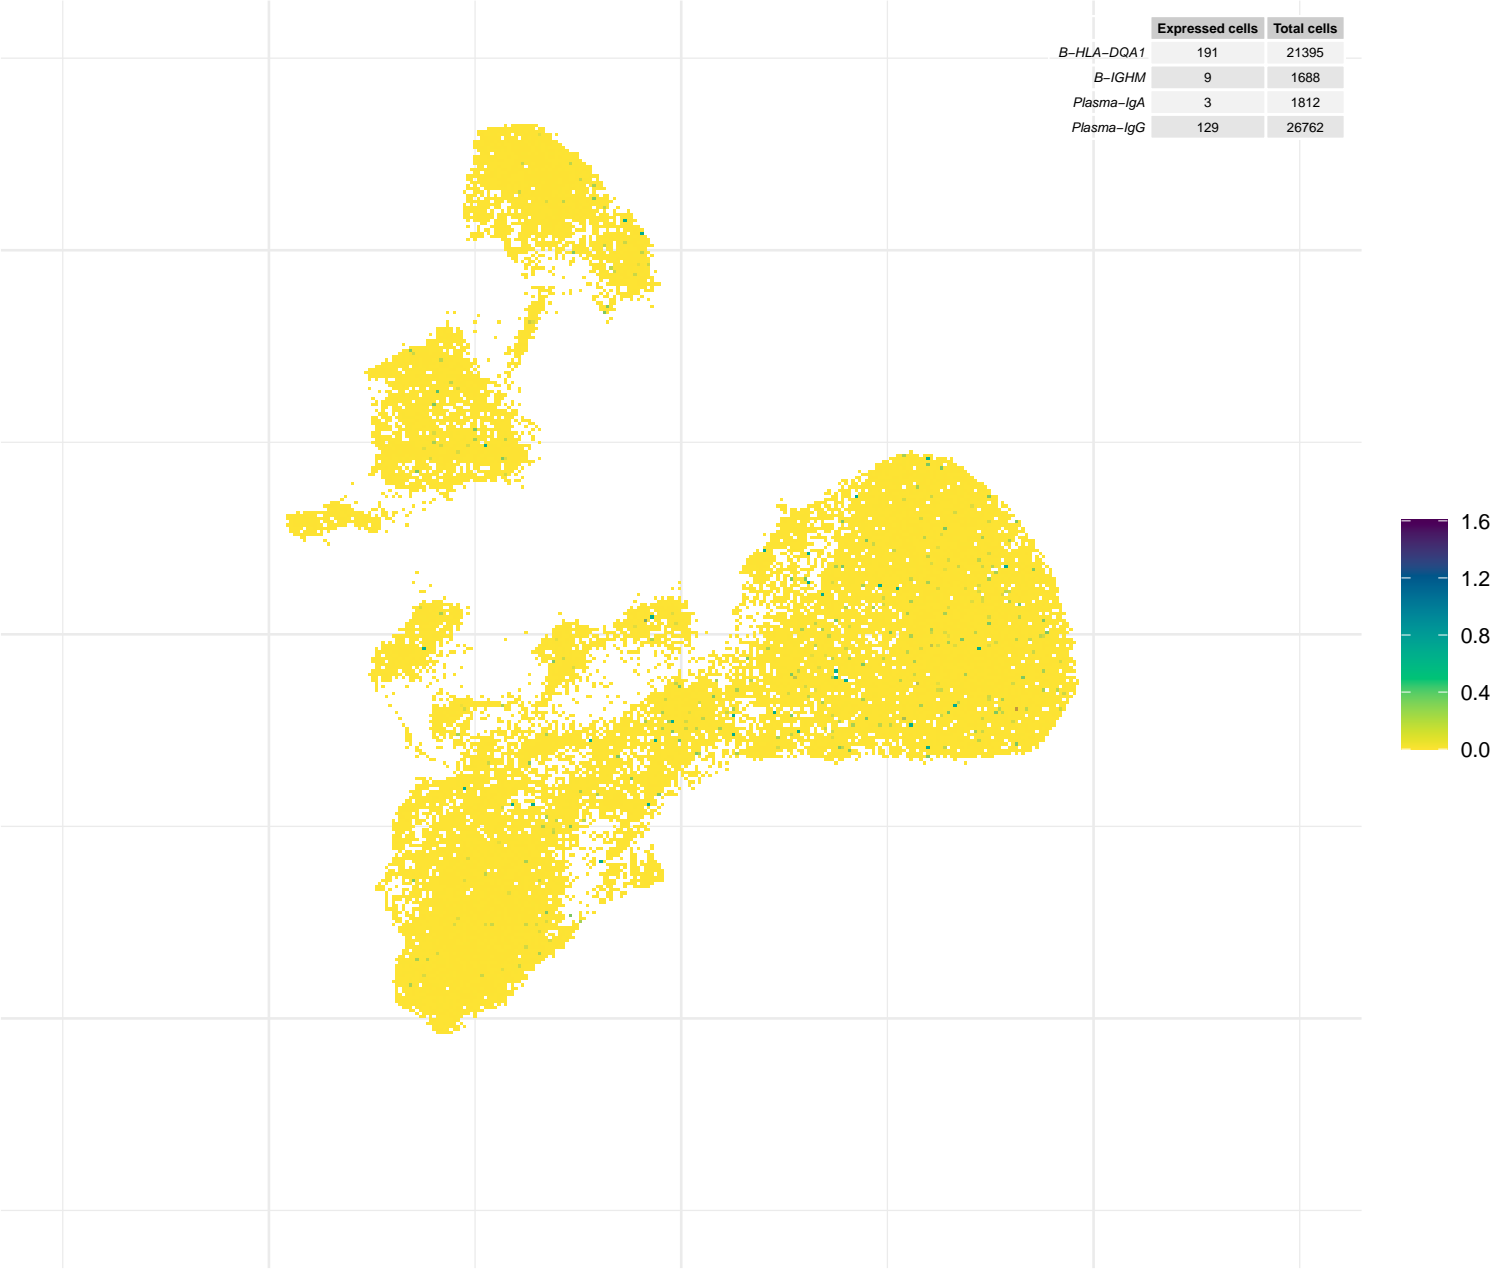 Expressed cells Total cells
B−HLA−DQA1 191 21395
B−IGHM 9 1688
Plasma−IgA 3 1812
Plasma−IgG 129 26762
1.6
1.2
0.8
0.4
0.0